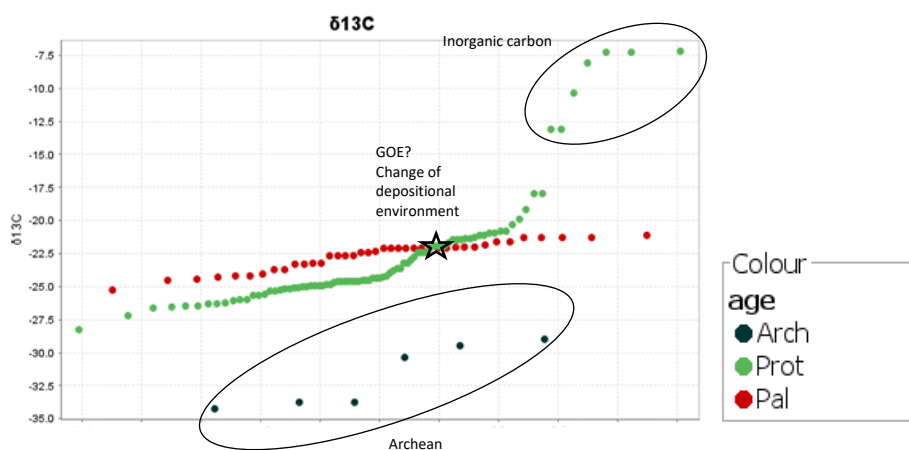 δ13C
Inorganic carbon
-7.5
-10.0
-12.5
-15.0
-17.5
-20.0
-22.5
-25.0
-27.5
-30.0
-32.5
-35.0
δ13C
GOE?
Change of
depositional
environment
Archean
Colour
age
Arch
Prot
Pal